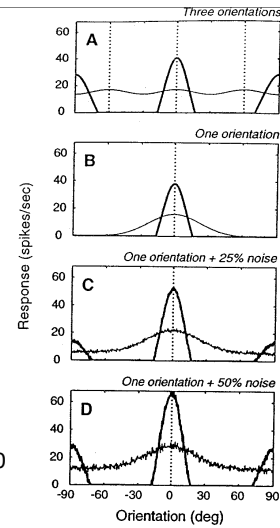 Three orientations
60
A
40
20
0
One orientation
60
B
40
20
0
Response (spikes/sec)
One orientation + 25% noise
60
C
40
20
0
One orientation + 50% noise
60
D
40
20
0
0
-90 -60 -30 0 30 60 90
Orientation (deg)